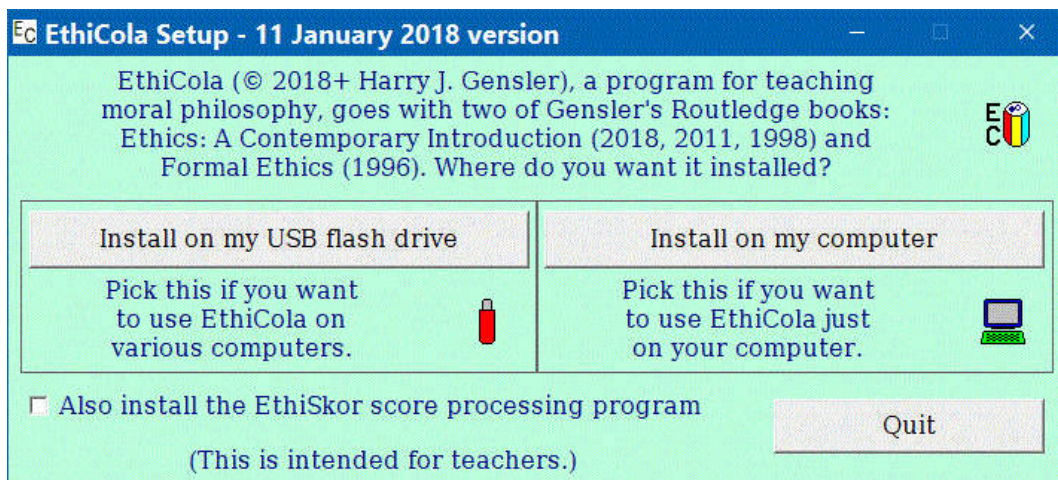 EC EthiCola Setup - 11 January 2018 version
EthiCola (© 2018+ Harry J. Gensler), a program for teaching
moral philosophy, goes with two of Gensler's Routledge books:
Ethics: A Contemporary Introduction (2018, 2011, 1998) and
Formal Ethics (1996). Where do you want it installed?
E
C
Install on my USB flash drive
Pick this if you want
to use EthiCola on
various computers.
Install on my computer
Pick this if you want
to use EthiCola just
on your computer.
Also install the EthiSkor score processing program
(This is intended for teachers.)
Quit